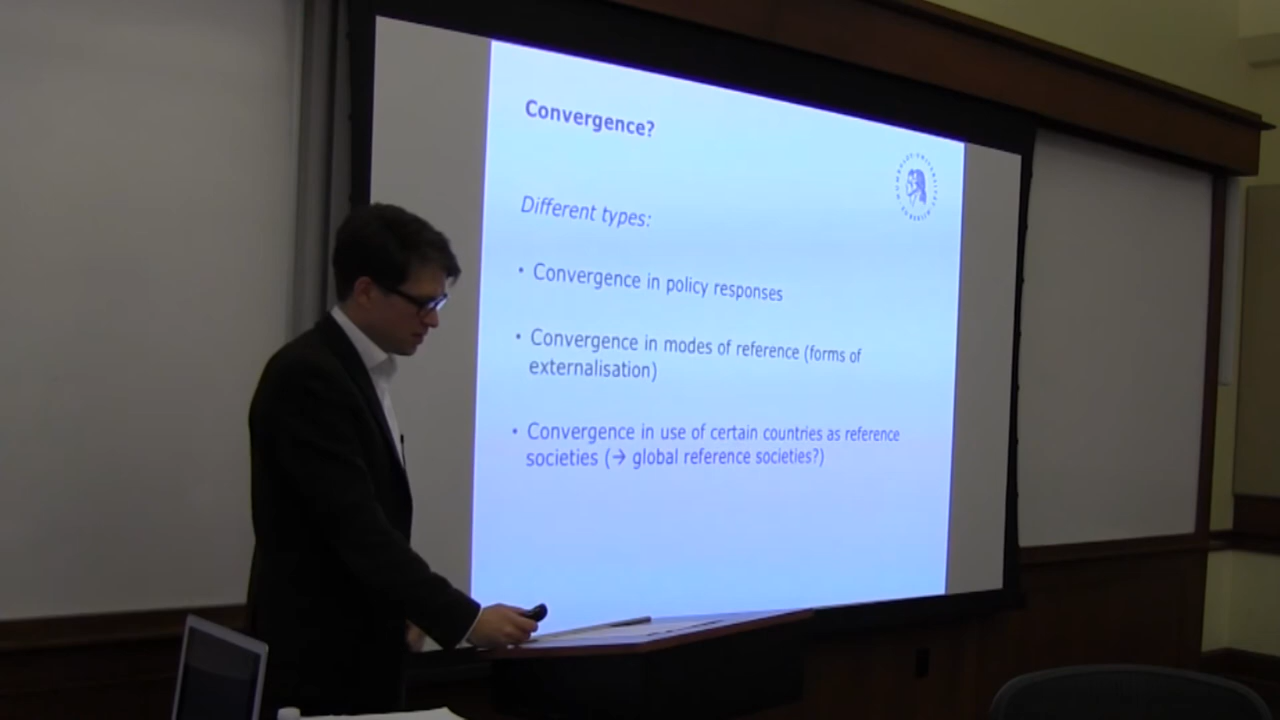 Convergence?
Different types:
• Convergence in policy responses
• Convergence in modes of reference (forms of
externalisation)
• Convergence in use of certain countries as reference
societies (→ global reference societies?)